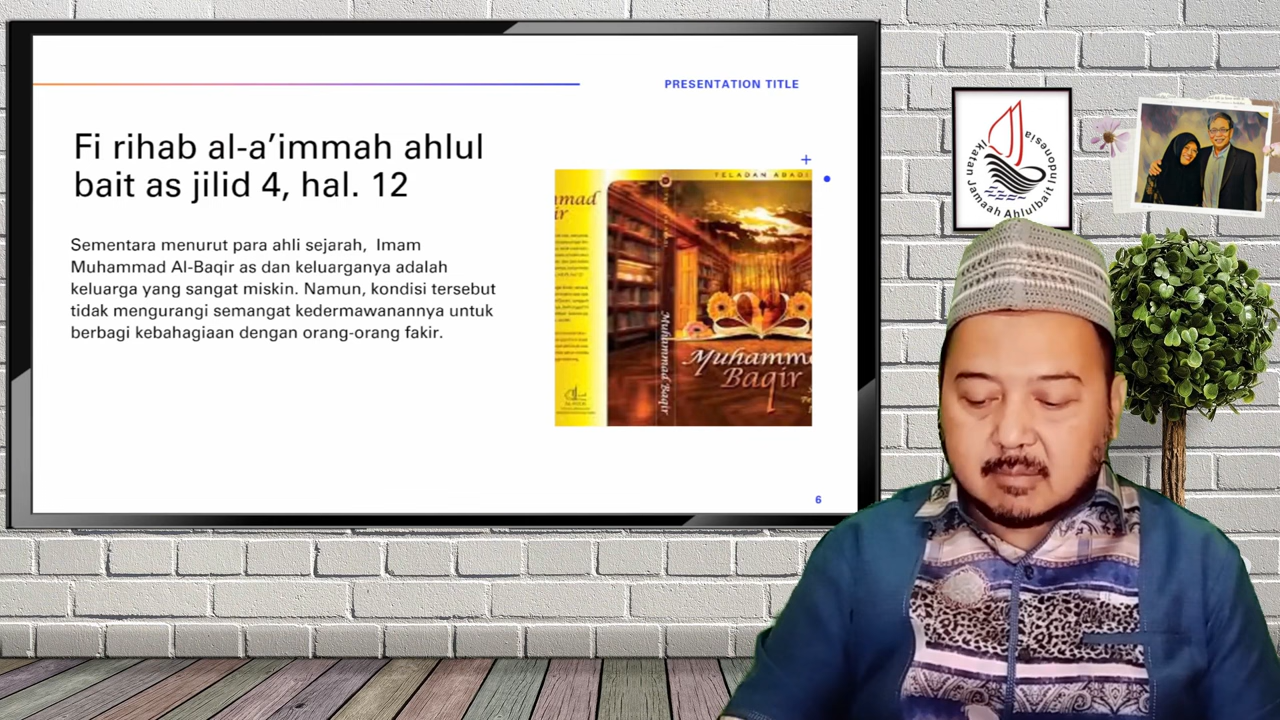 PRESENTATION TITLE
Fi rihab al-a’immah ahlul
bait as jilid 4, hal. 12
Sementara menurut para ahli sejarah, Imam
Muhammad Al-Baqir as dan keluarganya adalah
keluarga yang sangat miskin. Namun, kondisi tersebut
tidak mengurangi semangat kedermawanannya untuk
berbagi kebahagiaan dengan orang-orang fakir.
TELADAN ABADI
Muhammad Baqir
Muhamm
Baqir
6
Ikatan Jamaah Ahlulbait Indonesia